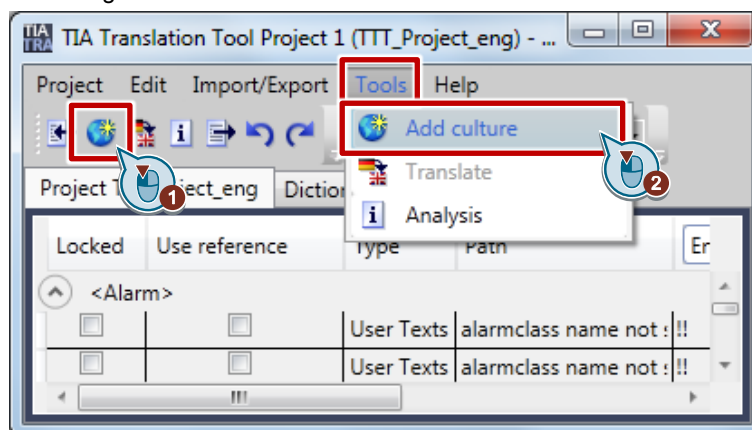 TIA Translation Tool Project 1 (TTT_Project_eng) - ...
Project Edit Import/Export Tools Help
Add culture
Translate
Analysis
1
2
Project T ject_eng Diction
Locked Use reference Type Path Er
<Alarm>
User Texts alarmclass name not s !!
User Texts alarmclass name not s !!